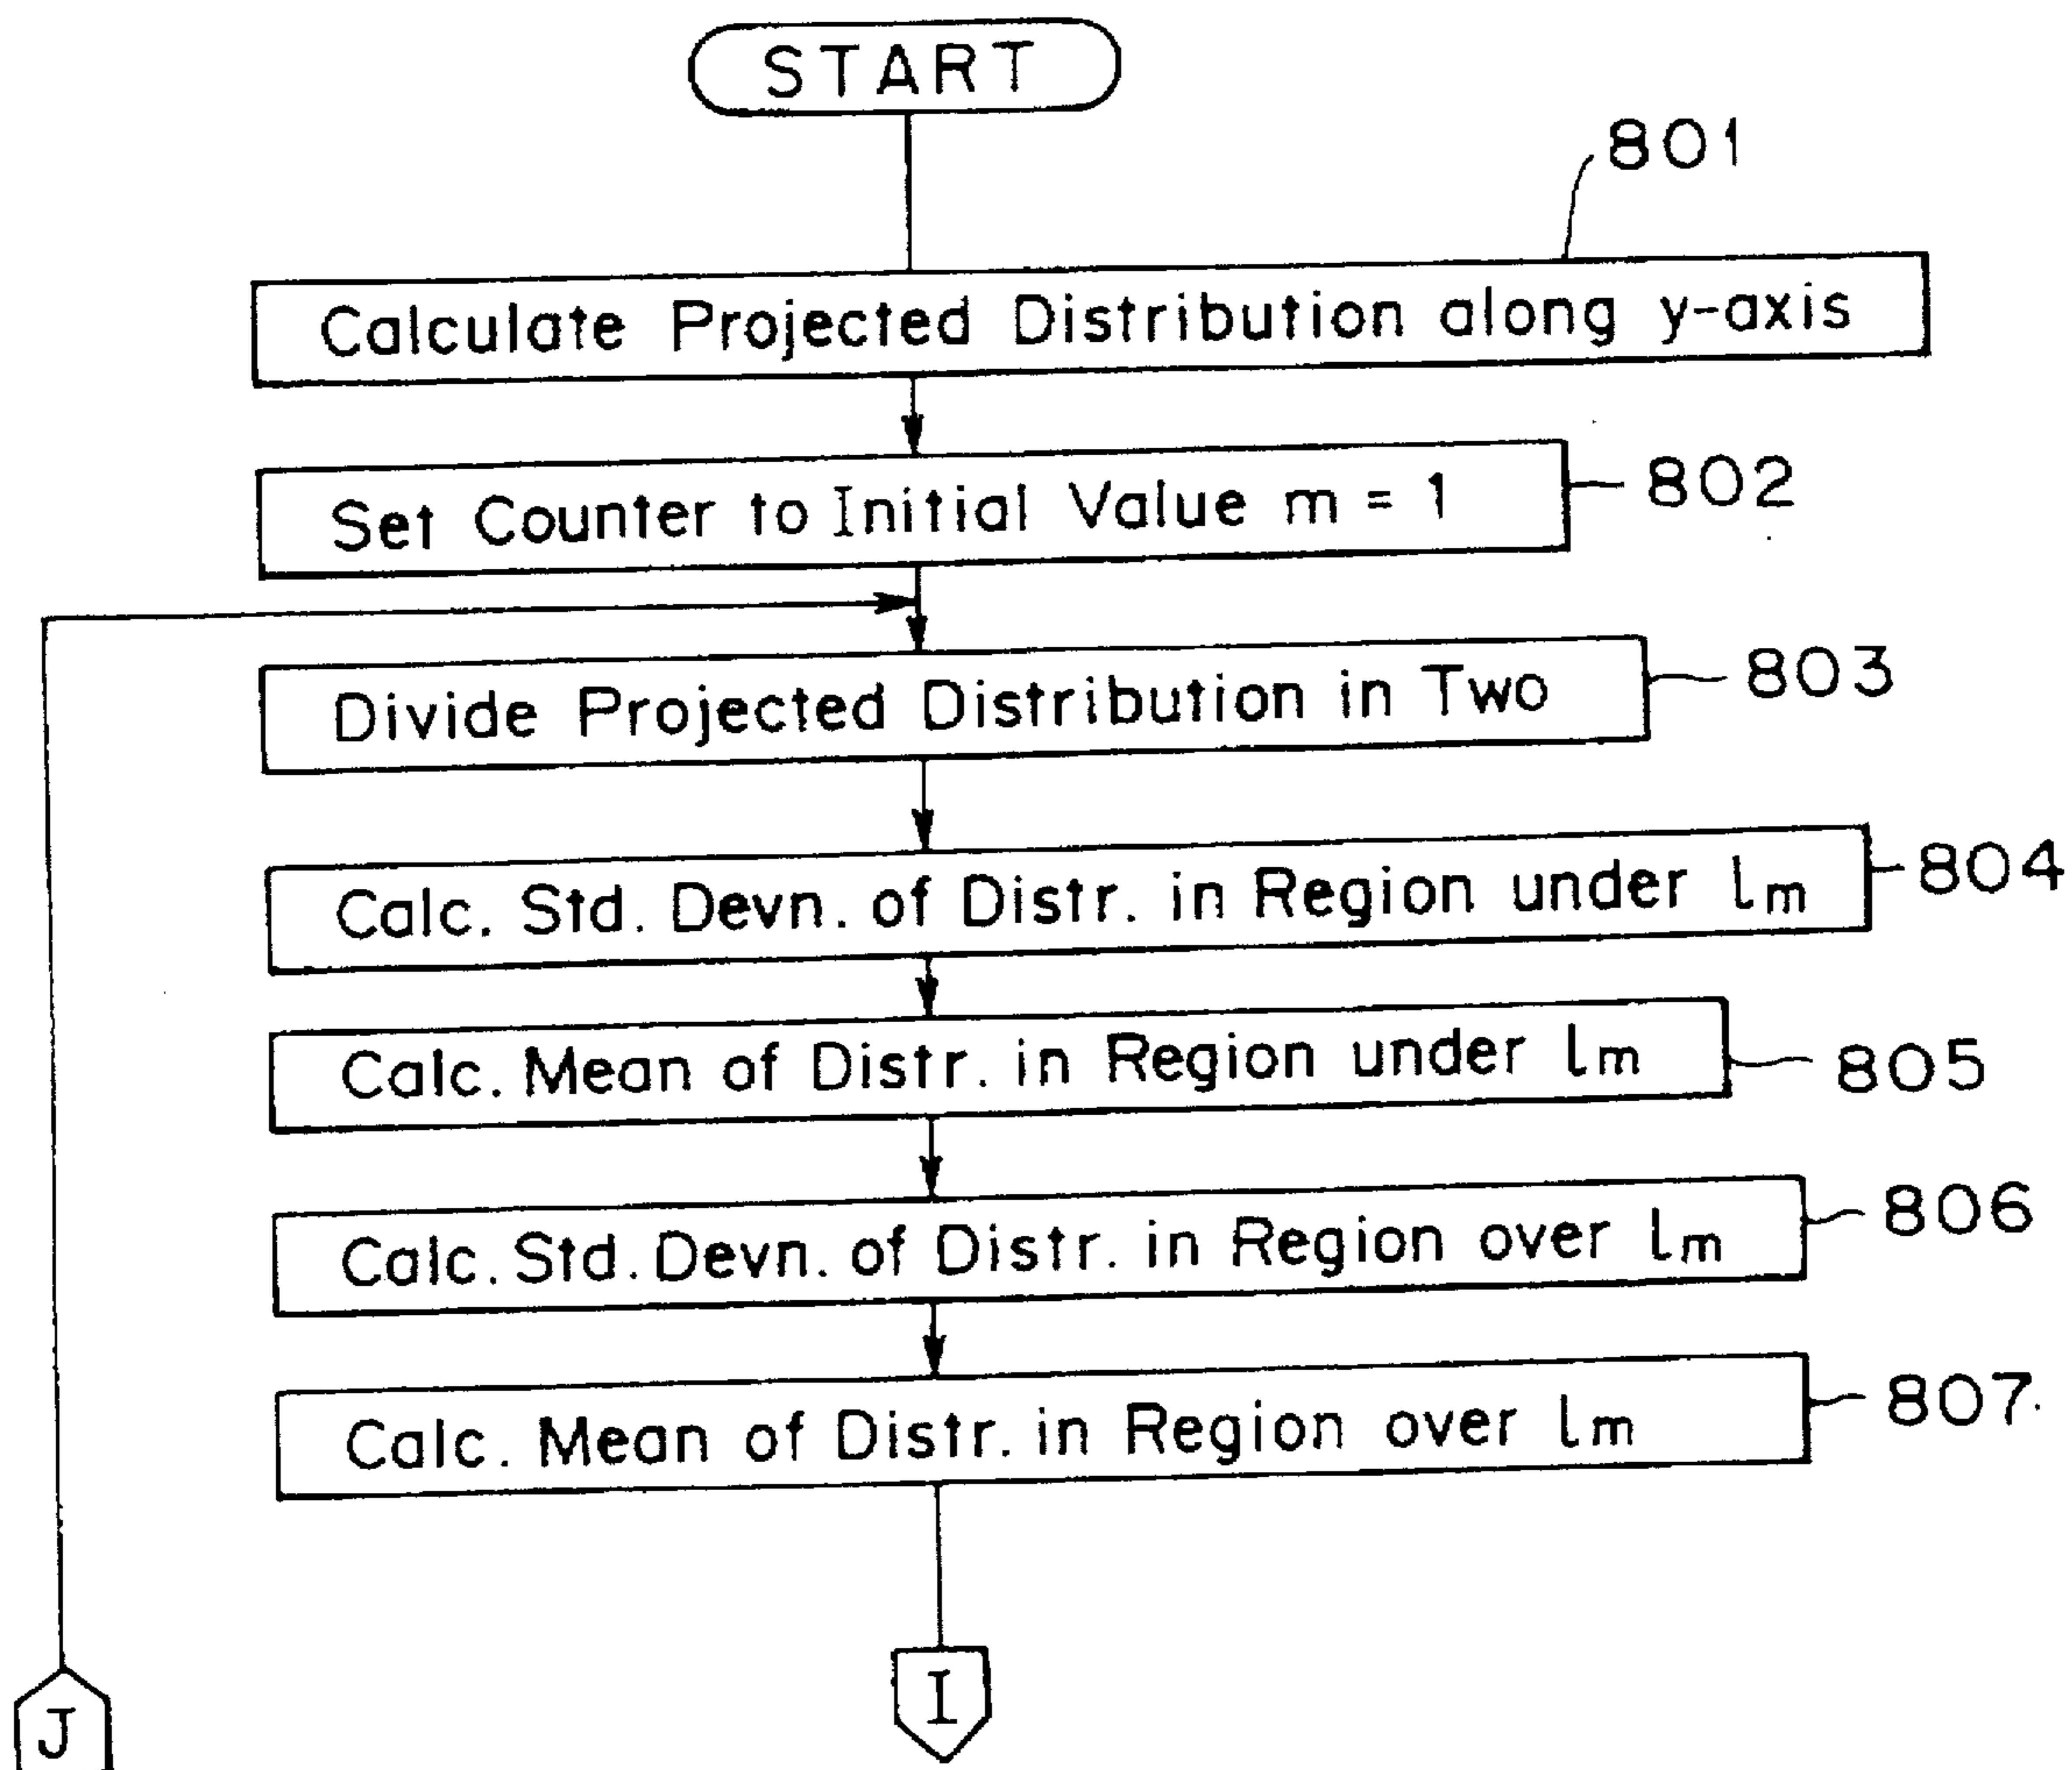 START
801
Calculate Projected Distribution along y-axis
Set Counter to Initial Value m = 1
802
Divide Projected Distribution in Two
803
Calc. Std. Devn. of Distr. in Region under lm
804
Calc. Mean of Distr. in Region under lm
805
Calc. Std. Devn. of Distr. in Region over lm
806
Calc. Mean of Distr. in Region over lm
807
I
J